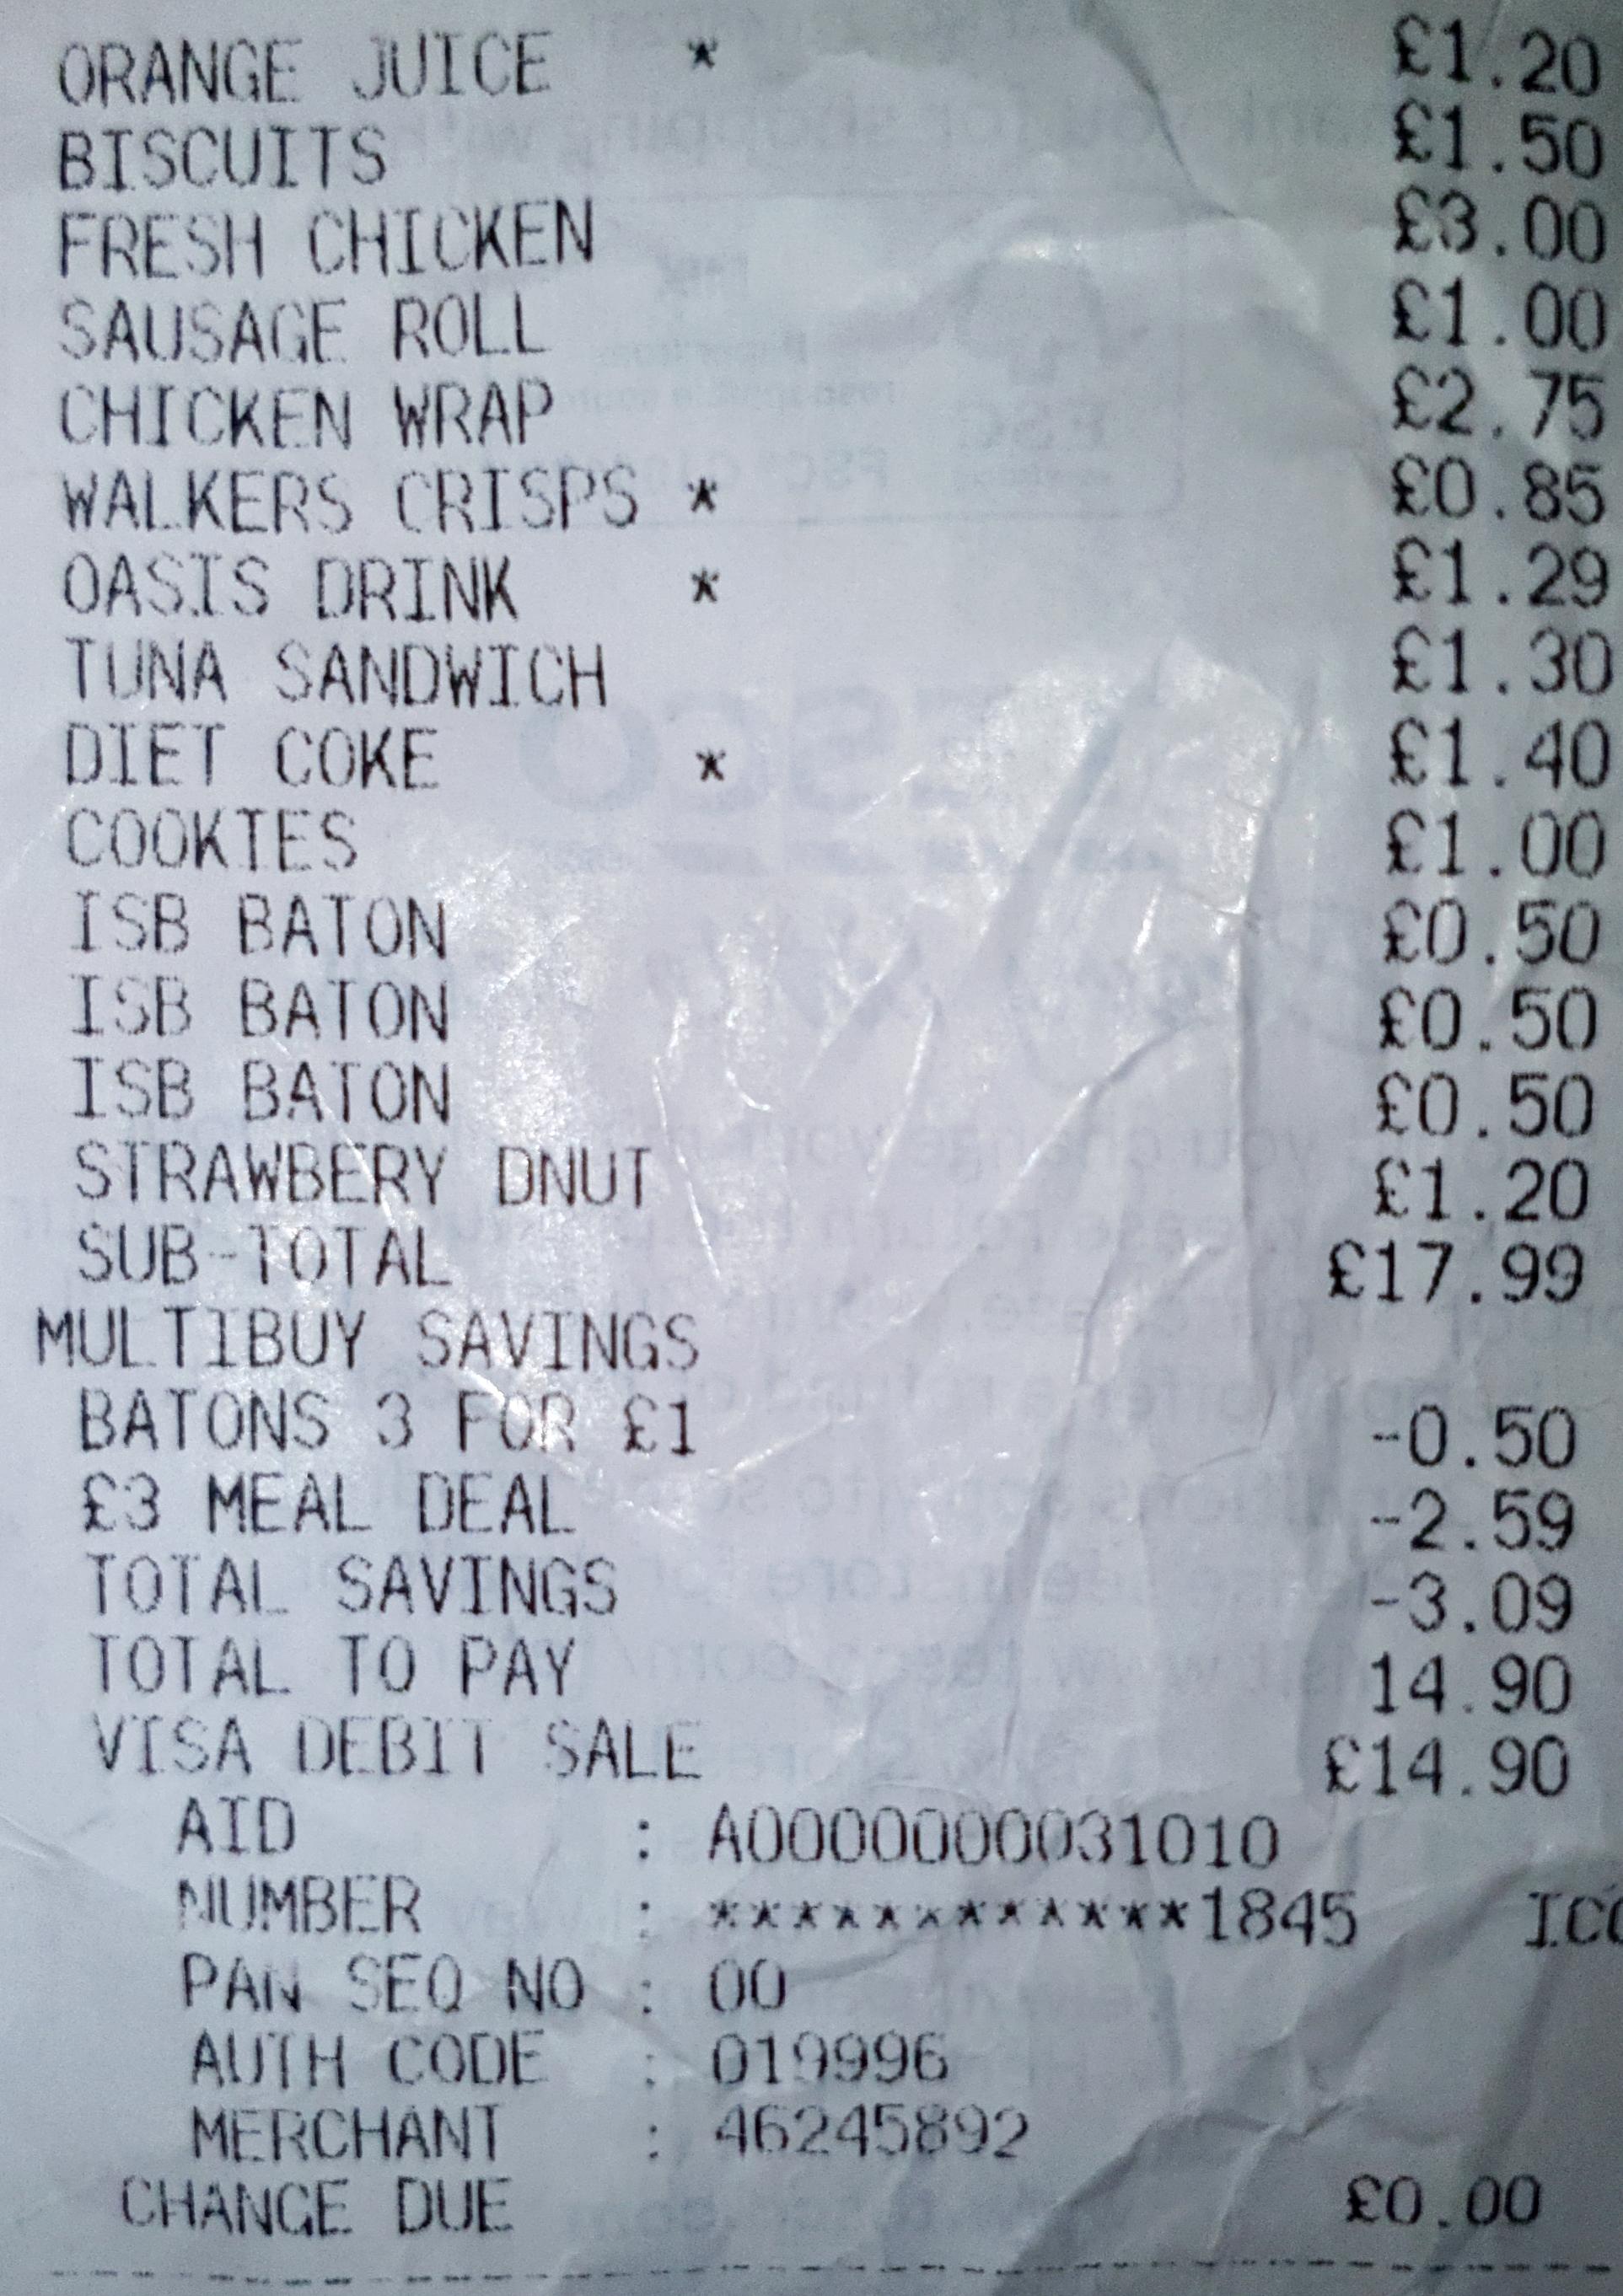 ORANGE JUICE * £1.20
BISCUITS £1.50
FRESH CHICKEN £3.00
SAUSAGE ROLL £1.00
CHICKEN WRAP £2.75
WALKERS CRISPS * £0.85
OASIS DRINK * £1.29
TUNA SANDWICH £1.30
DIET COKE * £1.40
COOKIES £1.00
ISB BATON £0.50
ISB BATON £0.50
ISB BATON £0.50
STRAWBERY DNUT £1.20
SUB-TOTAL £17.99
MULTIBUY SAVINGS
BATONS 3 FOR £1 -0.50
£3 MEAL DEAL -2.59
TOTAL SAVINGS -3.09
TOTAL TO PAY 14.90
VISA DEBIT SALE £14.90
AID : A0000000031010
NUMBER : ************1845
PAN SEQ NO : 00
AUTH CODE : 019996
MERCHANT : 46245892
CHANGE DUE £0.00